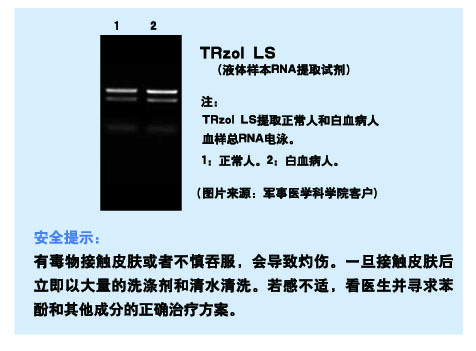 1 2
TRzol LS
（液体样本RNA提取试剂）
注：
TRzol LS提取正常人和白血病人
血样总RNA电泳。
1：正常人。2：白血病人。
（图片来源：军事医学科学院客户）
安全提示：
有毒物接触皮肤或者不慎吞服，会导致灼伤。一旦接触皮肤后
立即以大量的洗涤剂和清水清洗。若感不适，看医生并寻求苯
酚和其他成分的正确治疗方案。